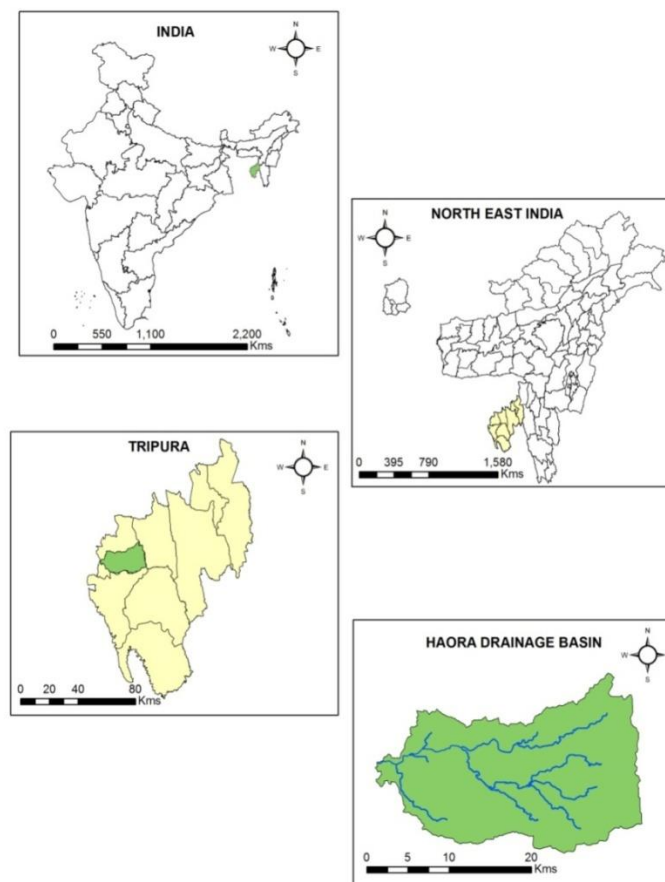 INDIA
N
W E
S
0 550 1,100 2,200
Kms
NORTH EAST INDIA
N
W E
S
0 395 790 1,580
Kms
TRIPURA
N
W E
S
0 20 40 80
Kms
HAORA DRAINAGE BASIN
N
W E
S
0 5 10 20
Kms